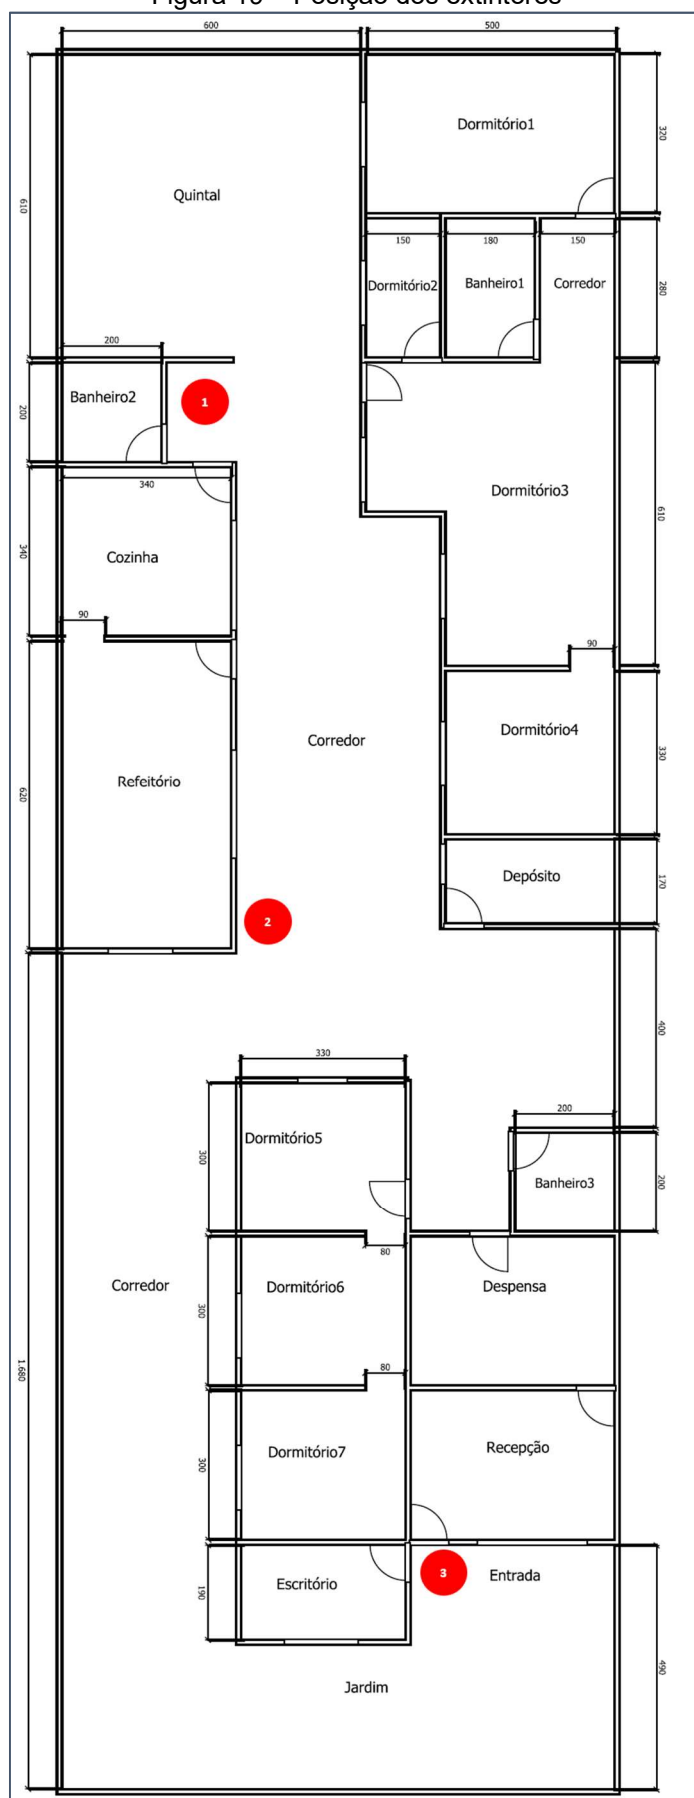 Figura 19 – Posição dos extintores
600
500
Dormitório1
320
Quintal
610
150
180
150
Dormitório2
Banheiro1
Corredor
280
200
Banheiro2
1
200
340
Dormitório3
610
Cozinha
340
90
90
Corredor
Dormitório4
330
Refeitório
620
Depósito
170
2
400
330
200
Dormitório5
300
Banheiro3
200
80
Corredor
Dormitório6
300
Despensa
1.680
80
Dormitório7
300
Recepção
3
Entrada
Escritório
190
490
Jardim